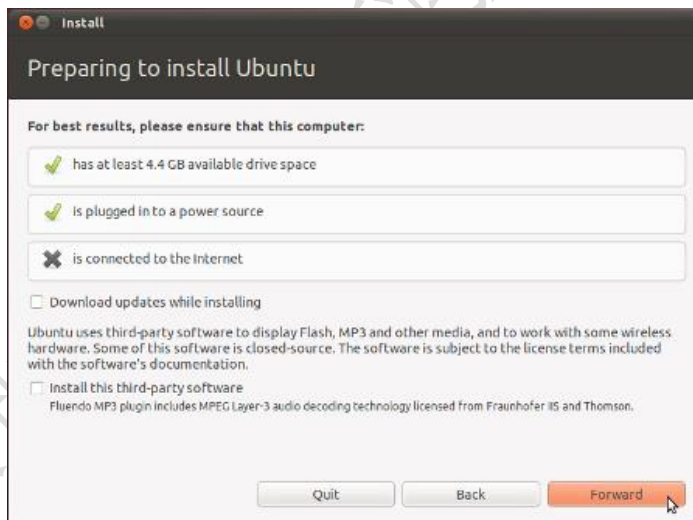 Install
Preparing to install Ubuntu
For best results, please ensure that this computer:
has at least 4.4 GB available drive space
is plugged in to a power source
is connected to the Internet
Download updates while installing
Ubuntu uses third-party software to display Flash, MP3 and other media, and to work with some wireless
hardware. Some of this software is closed-source. The software is subject to the license terms included
with the software's documentation.
Install this third-party software
Fluendo MP3 plugin includes MPEG Layer-3 audio decoding technology licensed from Fraunhofer IIS and Thomson.
Quit
Back
Forward